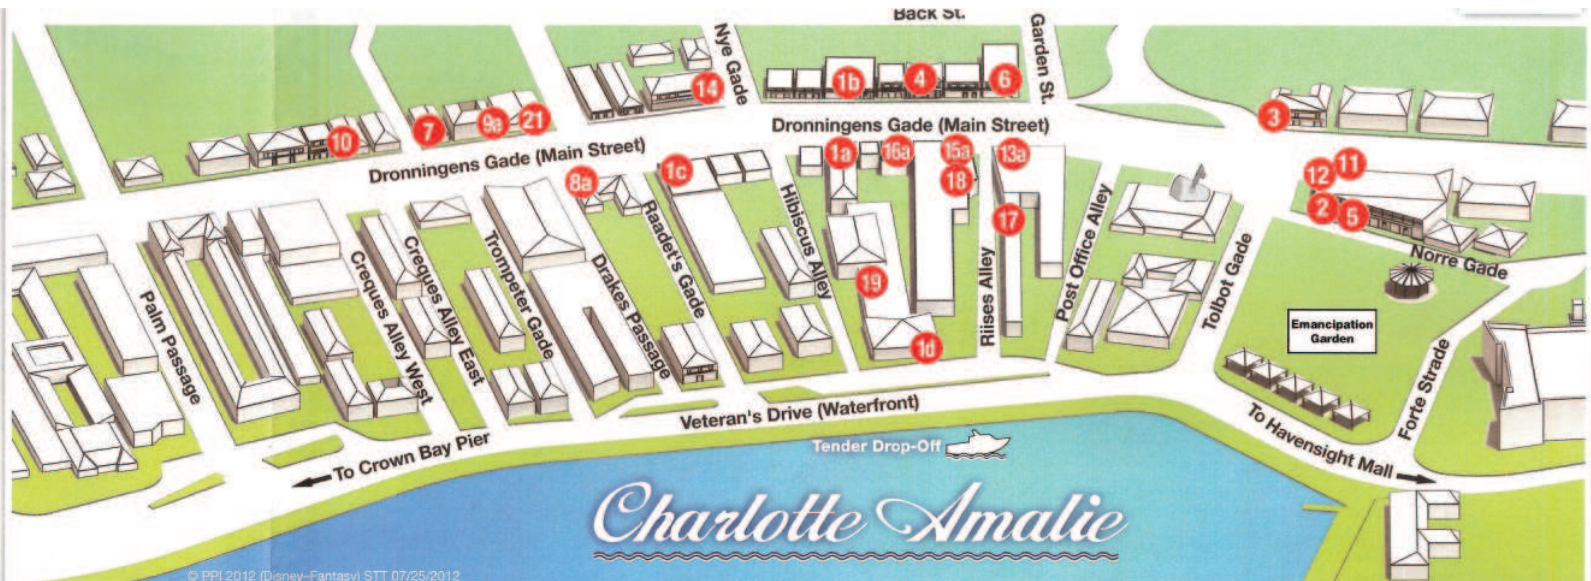 Back St.
Nye Gade
Garden St.
14
1b
4
6
3
10
7
9a
21
Dronningens Gade (Main Street)
Dronningens Gade (Main Street)
8a
1c
1a
16a
15a
13a
18
17
11
12
2
5
Norre Gade
Palm Passage
Creques Alley West
Creques Alley East
Trompeter Gade
Drakes Passage
Raadet's Gade
Hibiscus Alley
19
1d
Riises Alley
Post Office Alley
Tolbot Gade
Emancipation
Garden
Forte Strade
Veteran's Drive (Waterfront)
To Crown Bay Pier
Tender Drop-Off
To Havensight Mall
Charlotte Amalie
© PPI 2012 (Disney–Fantasy) STT 07/25/2012